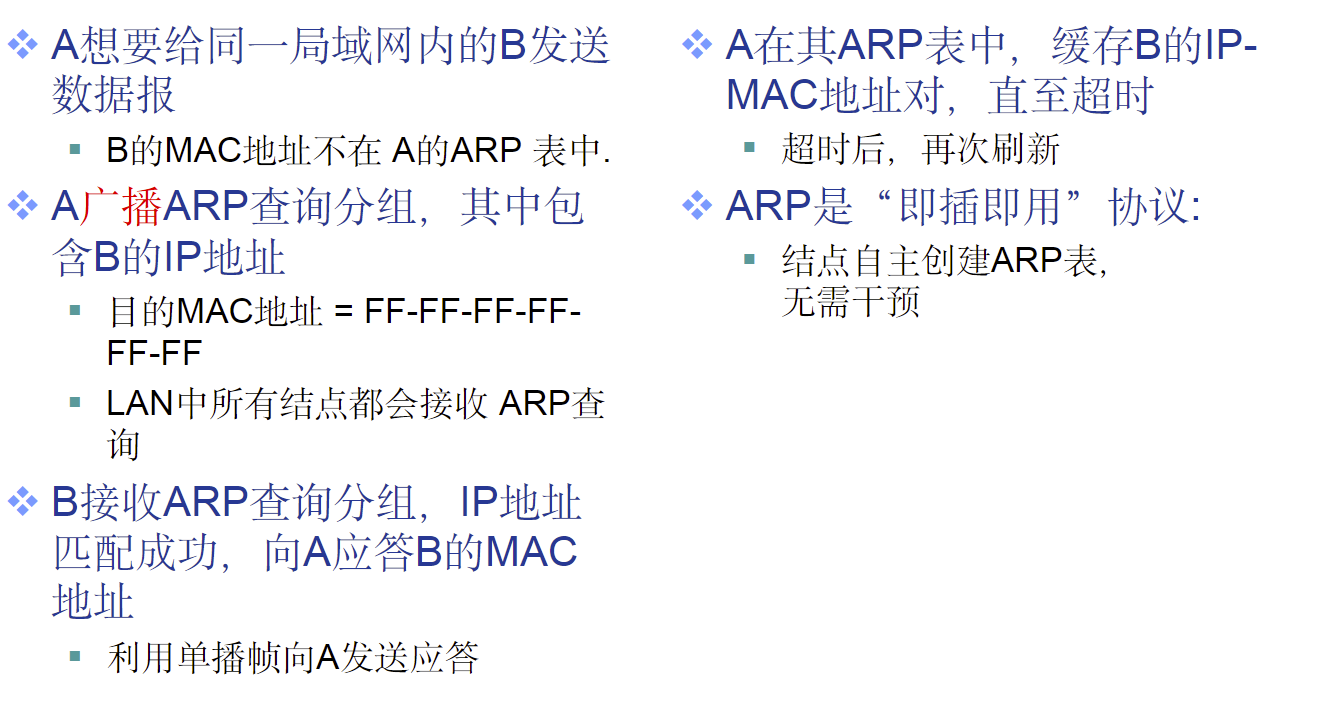 A想要给同一局域网内的B发送
数据报
B的MAC地址不在 A的ARP 表中.
A广播ARP查询分组，其中包
含B的IP地址
目的MAC地址 = FF-FF-FF-FF-
FF-FF
LAN中所有结点都会接收 ARP查
询
B接收ARP查询分组，IP地址
匹配成功，向A应答B的MAC
地址
利用单播帧向A发送应答
A在其ARP表中，缓存B的IP-
MAC地址对，直至超时
超时后，再次刷新
ARP是“即插即用”协议:
结点自主创建ARP表，
无需干预